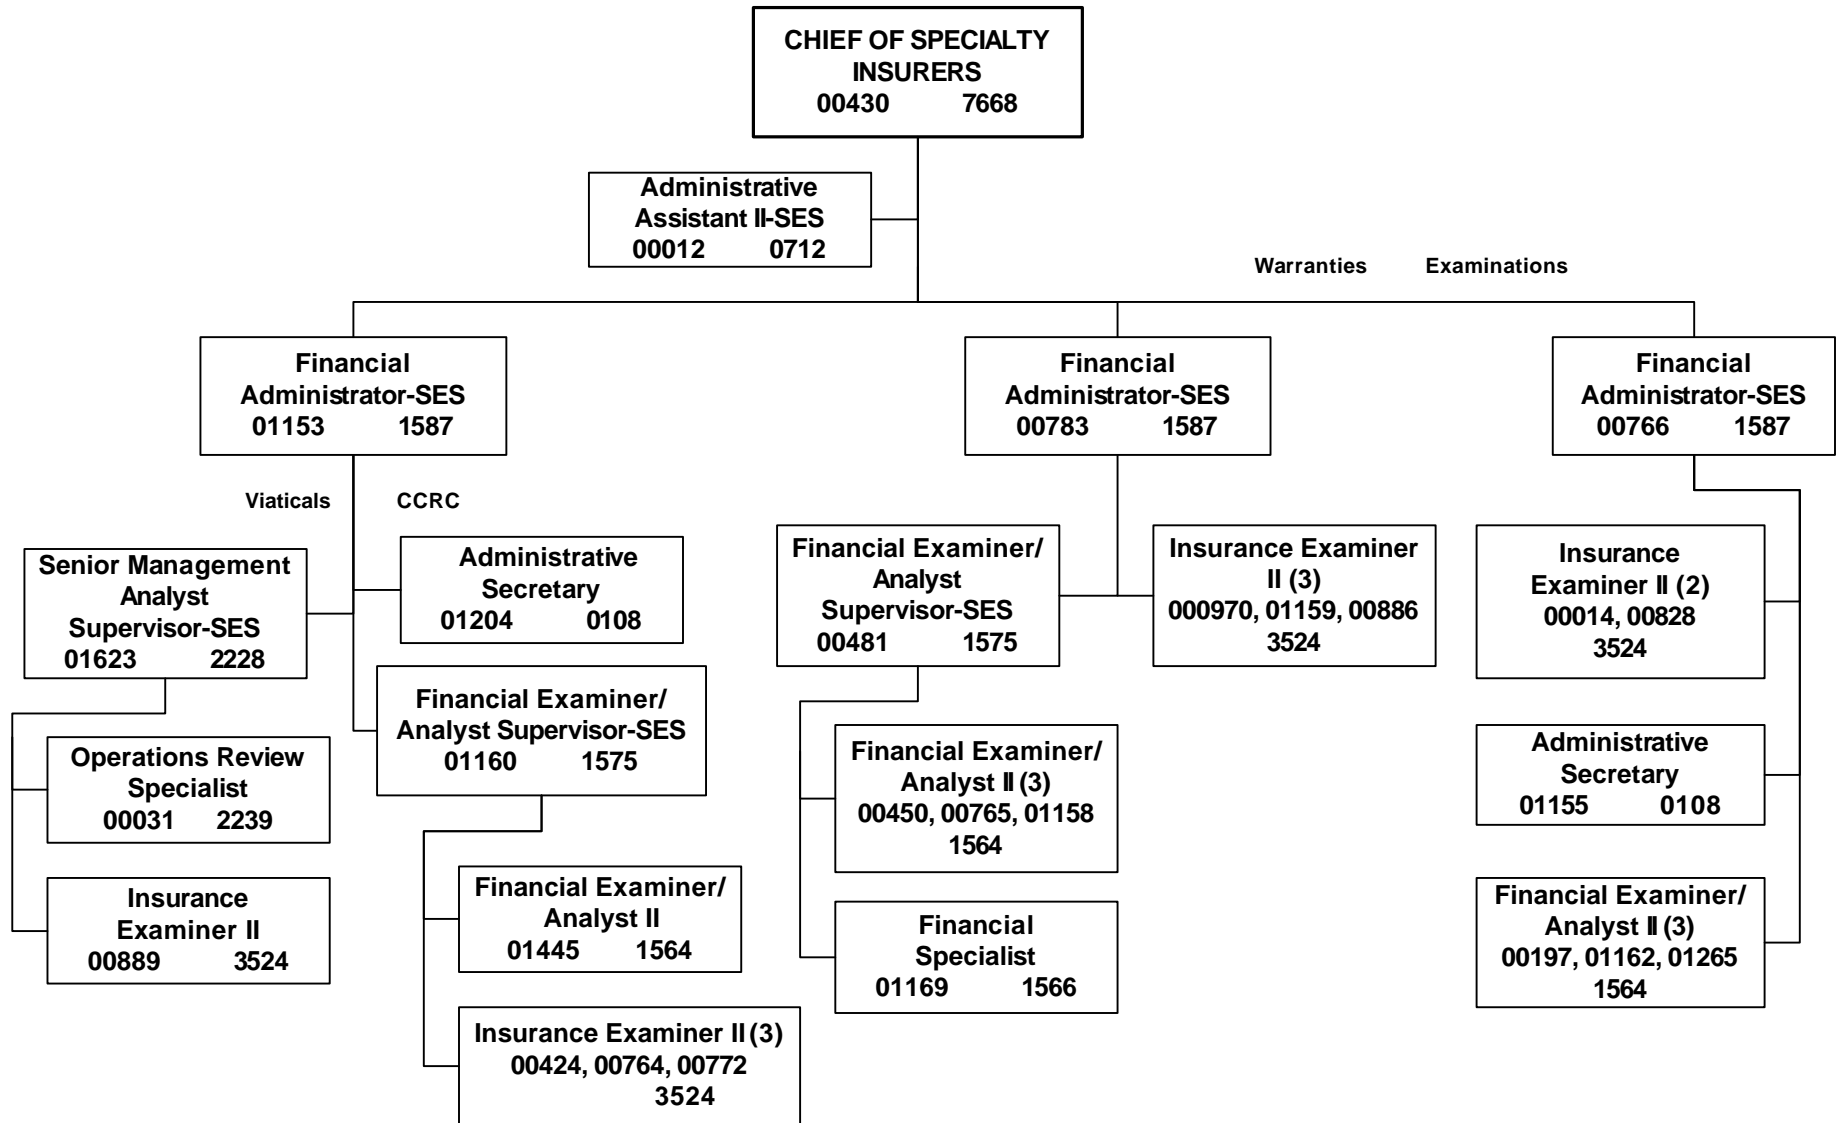 CHIEF OF SPECIALTY
INSURERS
00430 7668
Administrative
Assistant II-SES
00012 0712
Warranties Examinations
Financial
Administrator-SES
01153 1587
Financial
Administrator-SES
00783 1587
Financial
Administrator-SES
00766 1587
Viaticals CCRC
Senior Management
Analyst
Supervisor-SES
01623 2228
Administrative
Secretary
01204 0108
Financial Examiner/
Analyst
Supervisor-SES
00481 1575
Insurance Examiner
II (3)
000970, 01159, 00886
3524
Insurance
Examiner II (2)
00014, 00828
3524
Operations Review
Specialist
00031 2239
Financial Examiner/
Analyst Supervisor-SES
01160 1575
Financial Examiner/
Analyst II (3)
00450, 00765, 01158
1564
Administrative
Secretary
01155 0108
Insurance
Examiner II
00889 3524
Financial Examiner/
Analyst II
01445 1564
Financial
Specialist
01169 1566
Financial Examiner/
Analyst II (3)
00197, 01162, 01265
1564
Insurance Examiner II (3)
00424, 00764, 00772
3524